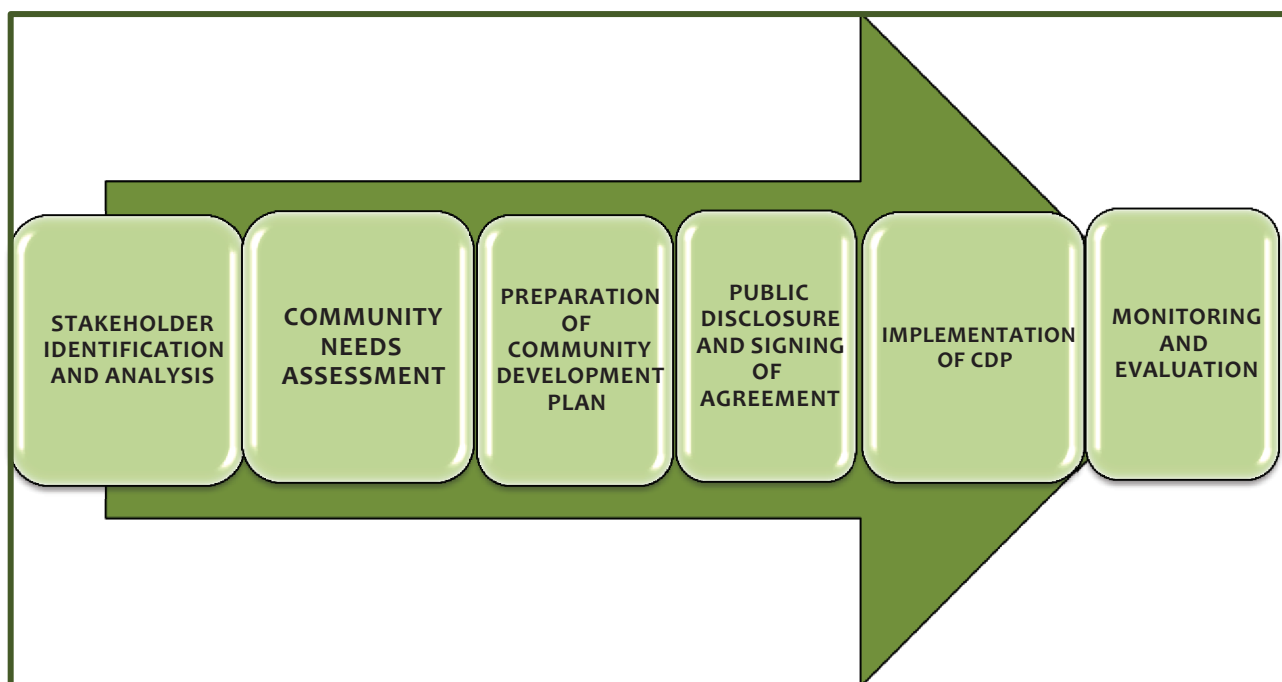 STAKEHOLDER
IDENTIFICATION
AND ANALYSIS
COMMUNITY
NEEDS
ASSESSMENT
PREPARATION
OF
COMMUNITY
DEVELOPMENT
PLAN
PUBLIC
DISCLOSURE
AND SIGNING
OF
AGREEMENT
IMPLEMENTATION
OF CDP
MONITORING
AND
EVALUATION